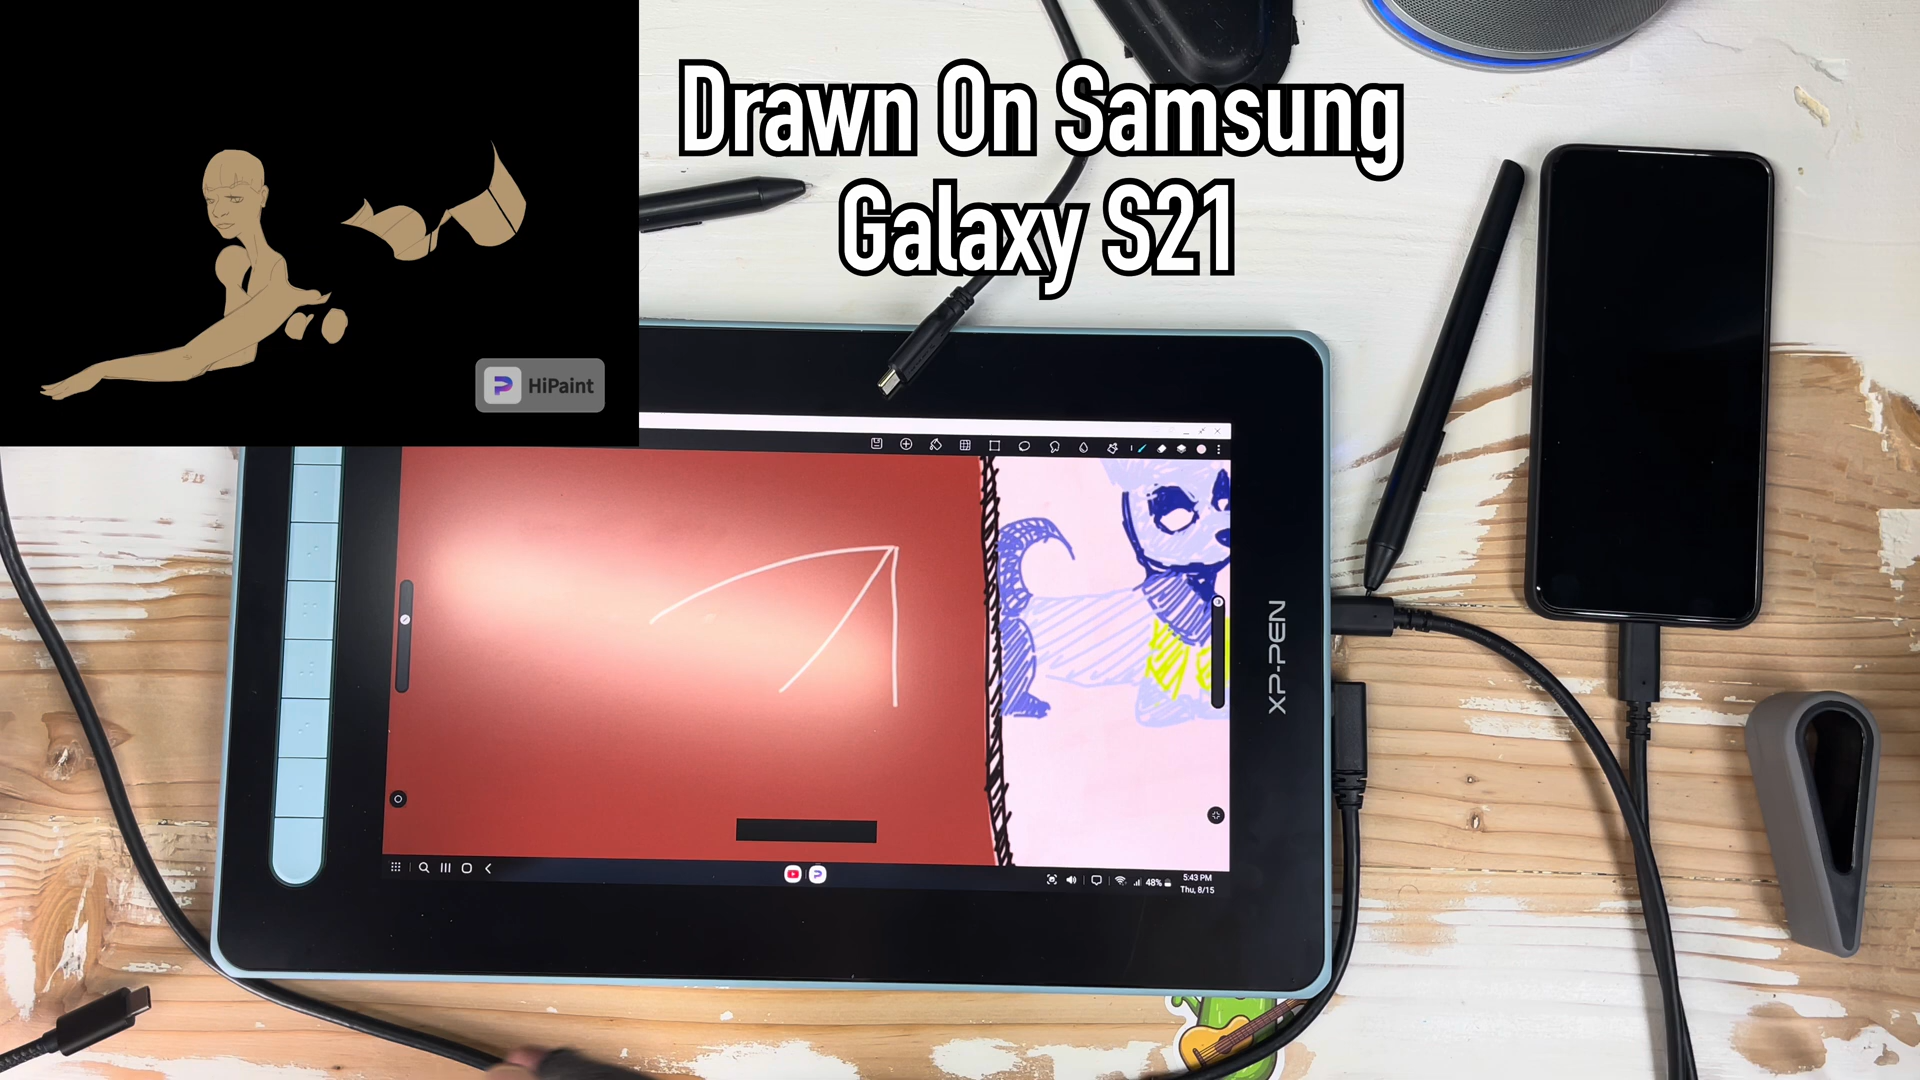 Drawn On Samsung
Galaxy S21
HiPaint
XP-PEN
48%
5:43 PM
Thu, 8/15